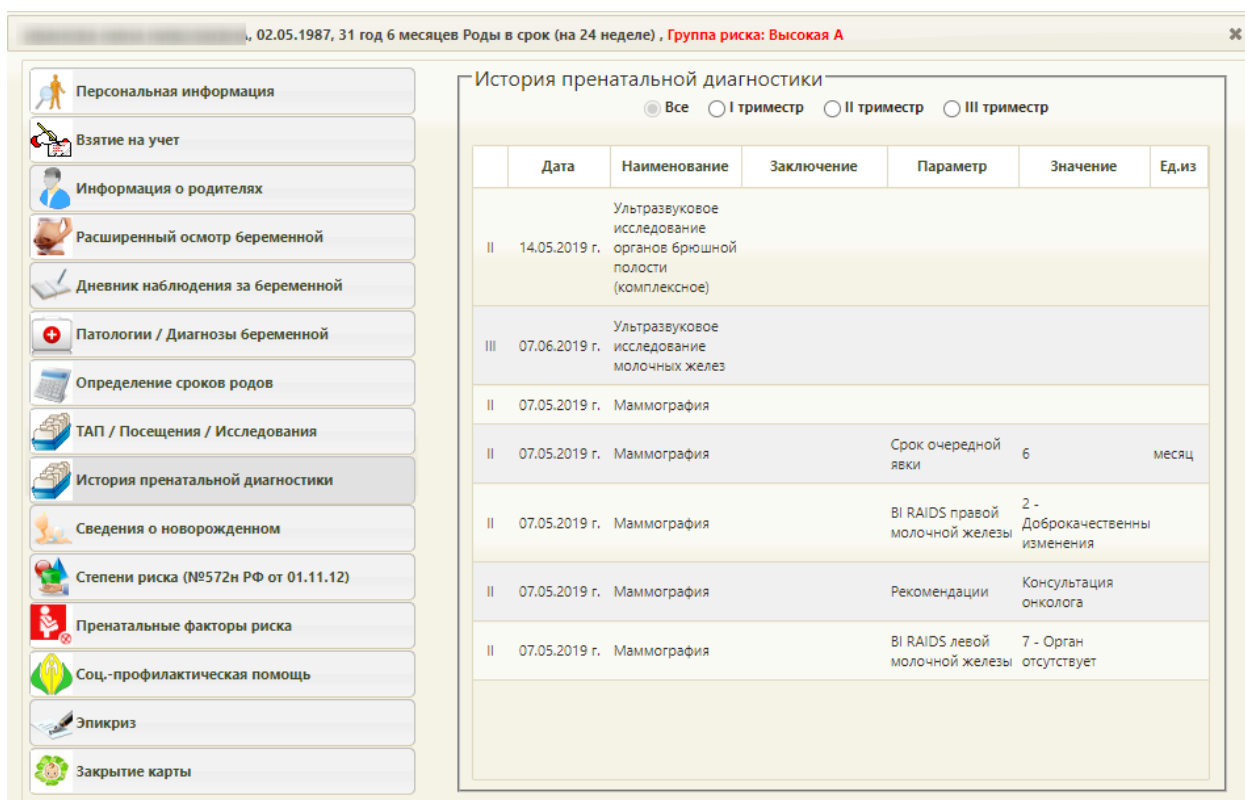 , 02.05.1987, 31 год 6 месяцев Роды в срок (на 24 неделе) , Группа риска: Высокая А
Персональная информация
Взятие на учет
Информация о родителях
Расширенный осмотр беременной
Дневник наблюдения за беременной
Патологии / Диагнозы беременной
Определение сроков родов
ТАП / Посещения / Исследования
История пренатальной диагностики
Сведения о новорожденном
Степени риска (№572н РФ от 01.11.12)
Пренатальные факторы риска
Соц.-профилактическая помощь
Эпикриз
Закрытие карты
История пренатальной диагностики
Все I триместр II триместр III триместр
Дата Наименование Заключение Параметр Значение Ед.из
Ультразвуковое
исследование
II 14.05.2019 г. органов брюшной
полости
(комплексное)
Ультразвуковое
III 07.06.2019 г. исследование
молочных желез
II 07.05.2019 г. Маммография
II 07.05.2019 г. Маммография Срок очередной 6 месяц
явки
II 07.05.2019 г. Маммография BI RAIDS правой 2 -
молочной железы Доброкачественны
изменения
II 07.05.2019 г. Маммография Рекомендации Консультация
онколога
II 07.05.2019 г. Маммография BI RAIDS левой 7 - Орган
молочной железы отсутствует